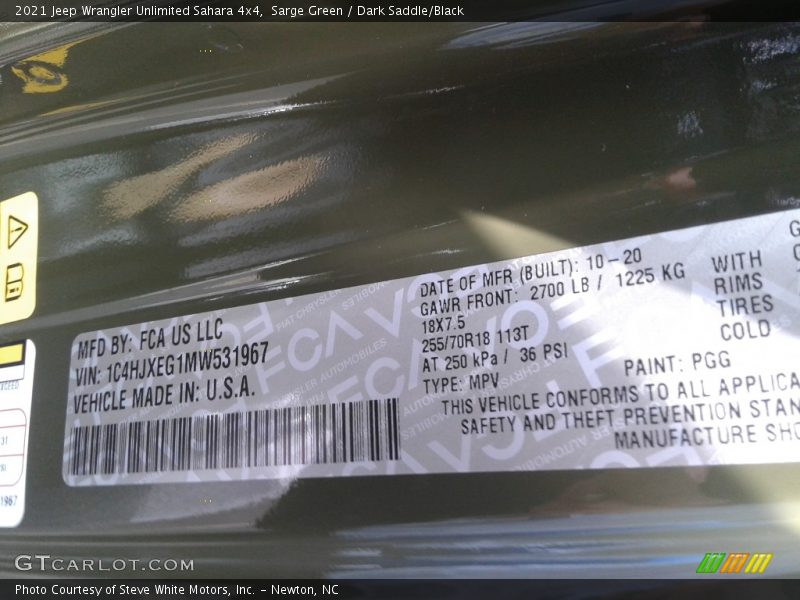 2021 Jeep Wrangler Unlimited Sahara 4x4, Sarge Green / Dark Saddle/Black
MFD BY: FCA US LLC
VIN: 1C4HJXEG1MW531967
VEHICLE MADE IN: U.S.A.
DATE OF MFR (BUILT): 10-20
GAWR FRONT: 2700 LB / 1225 KG
18X7.5
255/70R18 113T
AT 250 kPa / 36 PSI
TYPE: MPV
WITH
RIMS
TIRES
COLD
PAINT: PGG
THIS VEHICLE CONFORMS TO ALL APPLICA
SAFETY AND THEFT PREVENTION STAN
MANUFACTURE SHO
GTCARLOT.COM
Photo Courtesy of Steve White Motors, Inc. – Newton, NC